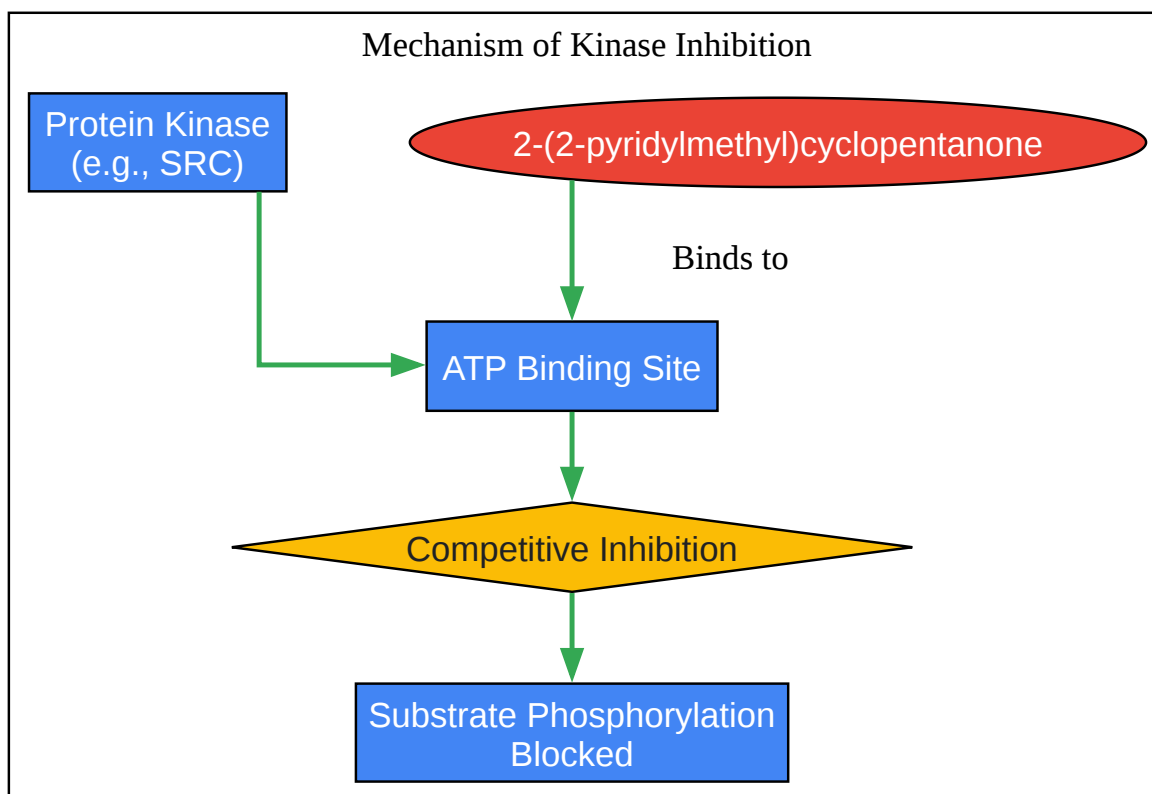 Mechanism of Kinase Inhibition
Protein Kinase
(e.g., SRC)
2-(2-pyridylmethyl)cyclopentanone
Binds to
ATP Binding Site
Competitive Inhibition
Substrate Phosphorylation
Blocked